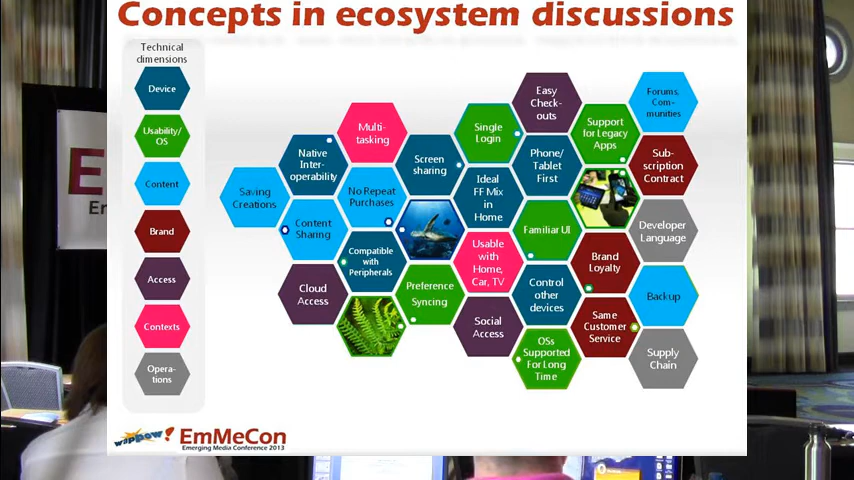 Concepts in ecosystem discussions
Technical
dimensions
Device
Usability/
OS
Content
Brand
Access
Contexts
Opera-
tions
Saving
Creations
Native
Inter-
operability
Content
Sharing
Cloud
Access
Multi-
tasking
No Repeat
Purchases
Compatible
with
Peripherals
Screen
sharing
Preference
Syncing
Single
Login
Ideal
FF Mix
in
Home
Usable
with
Home,
Car, TV
Social
Access
Easy
Check-
outs
Phone/
Tablet
First
Familiar UI
Control
other
devices
OSs
Supported
For Long
Time
Support
for Legacy
Apps
Brand
Loyalty
Same
Customer
Service
Forums,
Com-
munities
Sub-
scription
Contract
Developer
Language
Backup
Supply
Chain
wappow!
EmMeCon
Emerging Media Conference 2013
E
Er